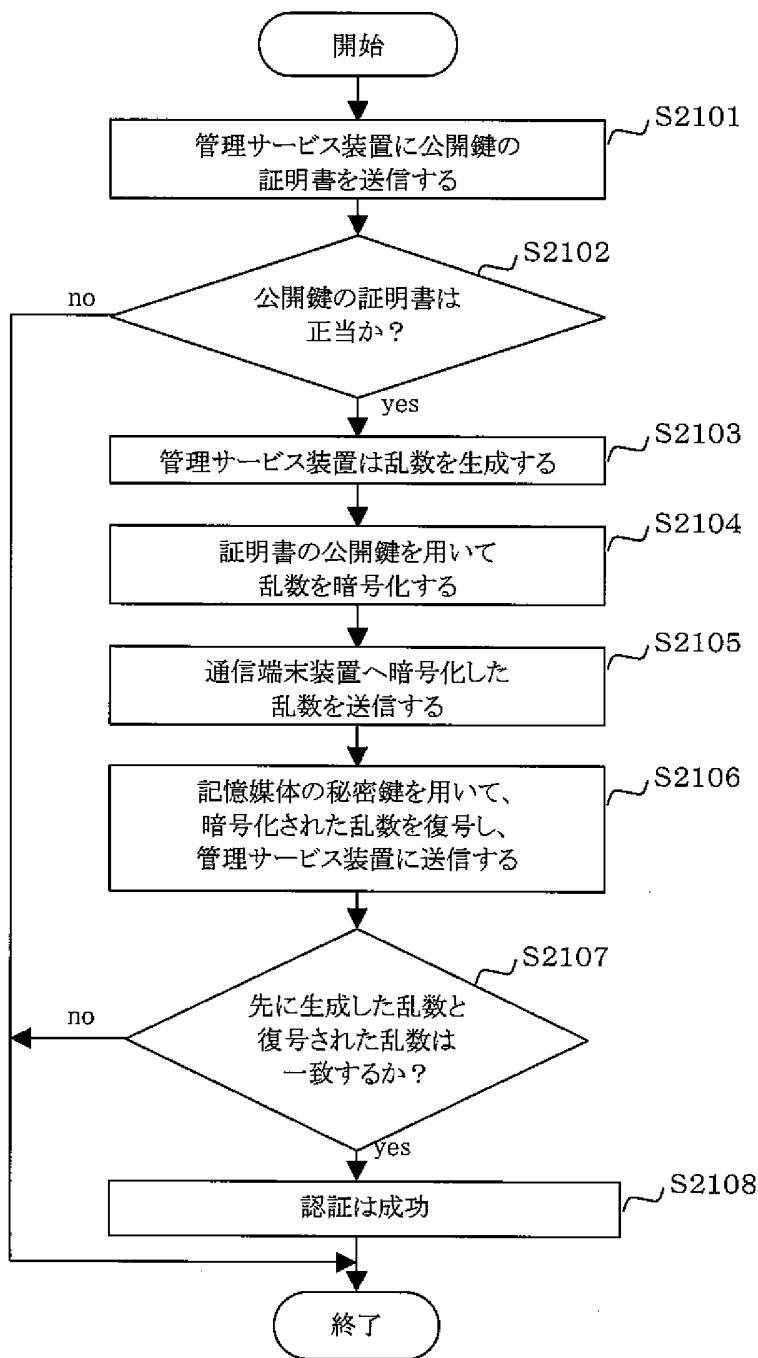 開始
S2101
管理サービス装置に公開鍵の
証明書を送信する
S2102
no
公開鍵の証明書は
正当か？
yes
S2103
管理サービス装置は乱数を生成する
S2104
証明書の公開鍵を用いて
乱数を暗号化する
S2105
通信端末装置へ暗号化した
乱数を送信する
S2106
記憶媒体の秘密鍵を用いて、
暗号化された乱数を復号し、
管理サービス装置に送信する
S2107
no
先に生成した乱数と
復号された乱数は
一致するか？
yes
S2108
認証は成功
終了